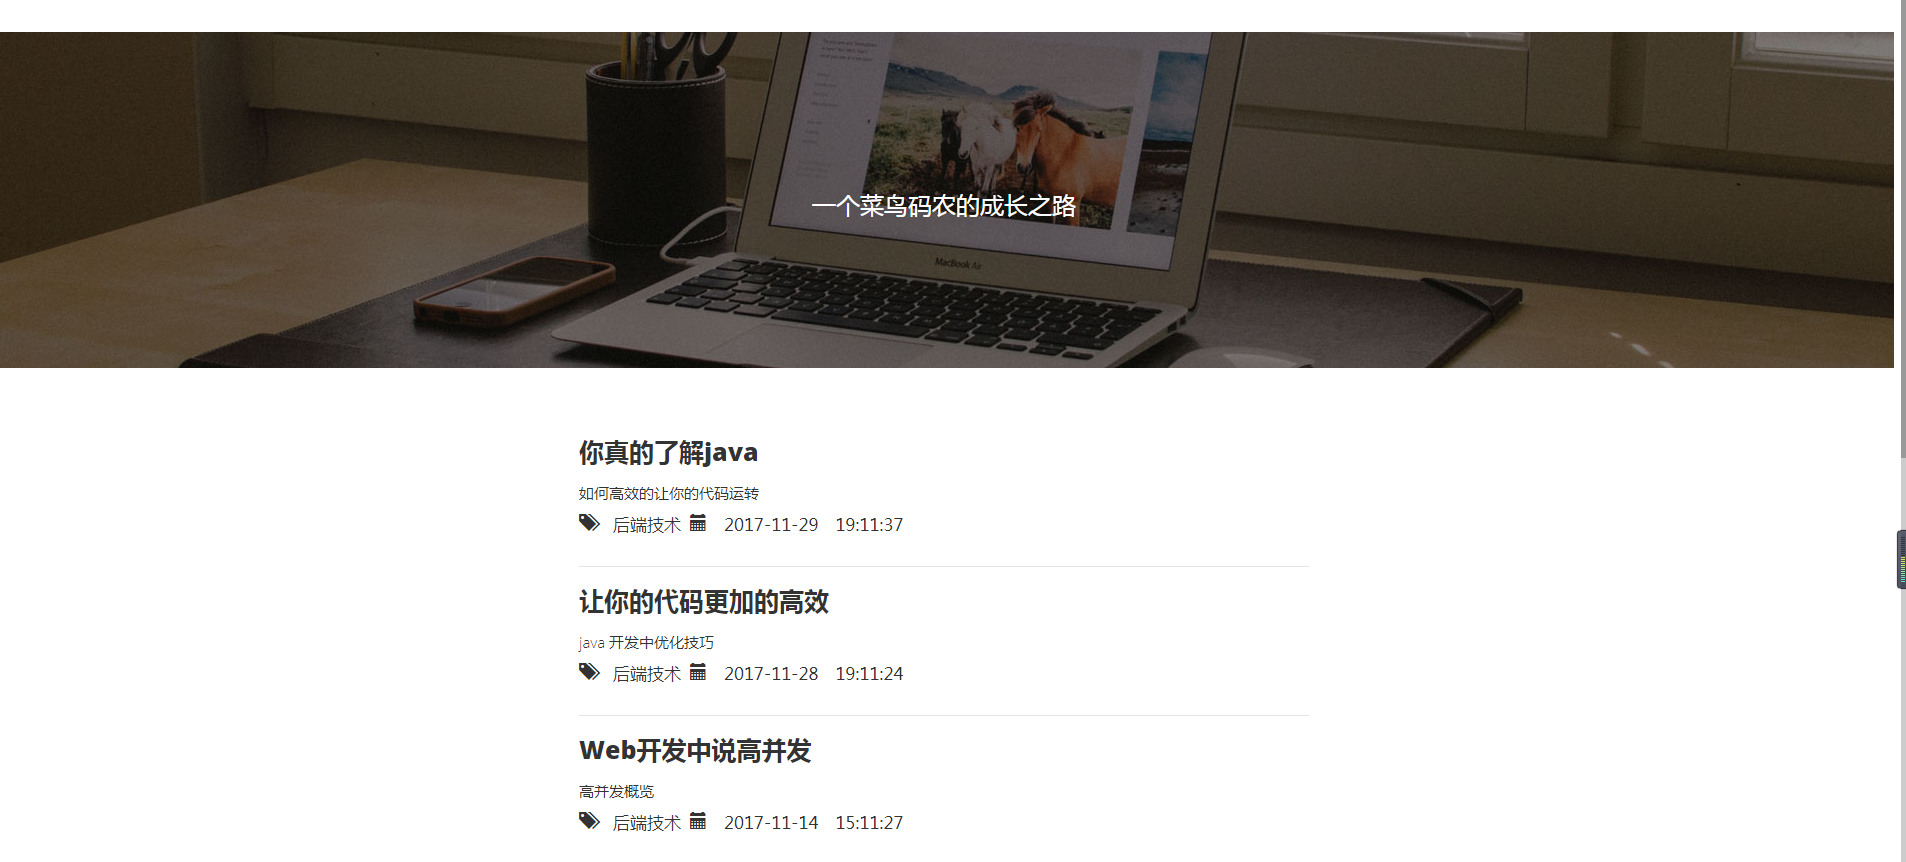 一个菜鸟码农的成长之路
MacBook Air
你真的了解java
如何高效的让你的代码运转
后端技术 2017-11-29 19:11:37
让你的代码更加的高效
java 开发中优化技巧
后端技术 2017-11-28 19:11:24
Web开发中说高并发
高并发概览
后端技术 2017-11-14 15:11:27